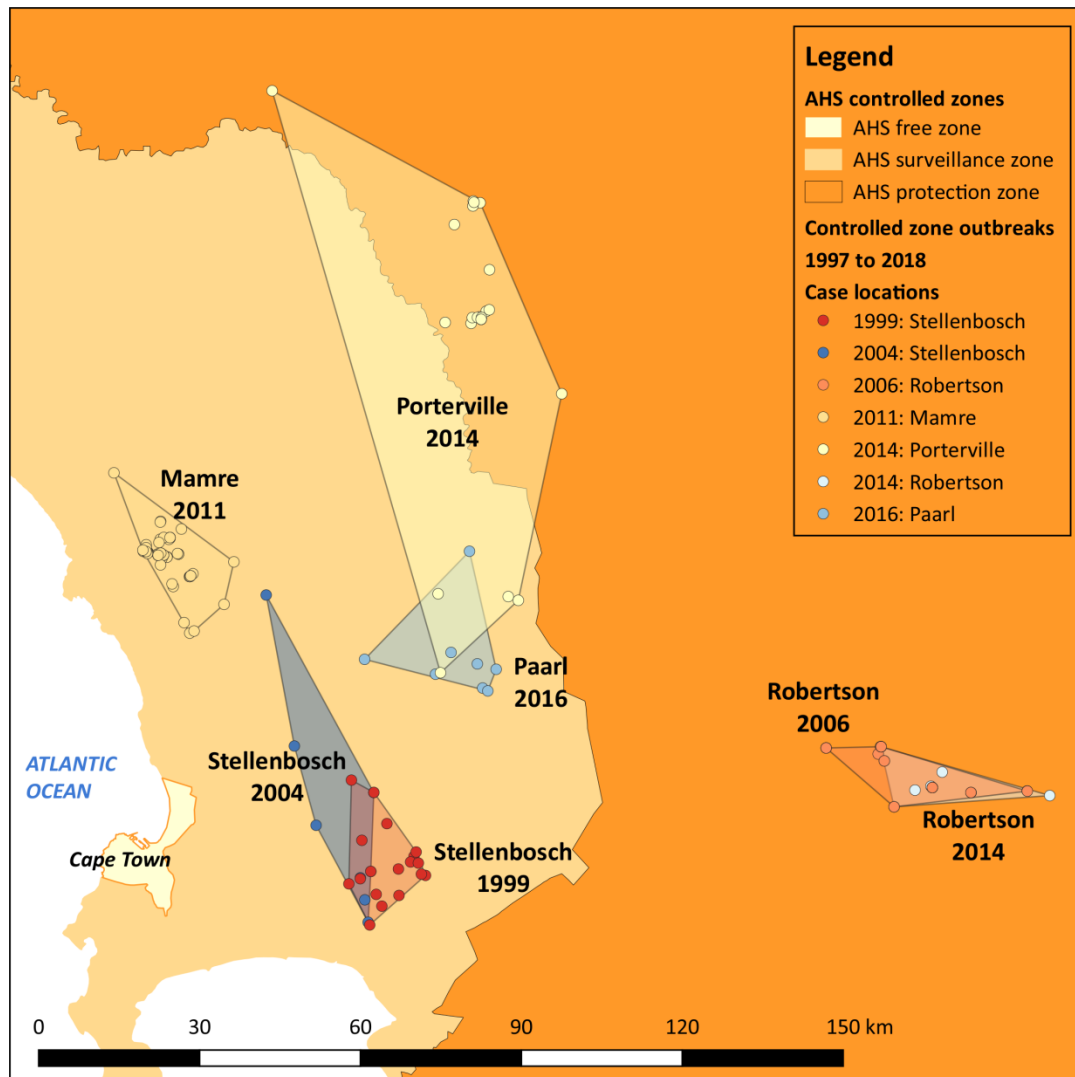 Legend
AHS controlled zones
AHS free zone
AHS surveillance zone
AHS protection zone
Controlled zone outbreaks
1997 to 2018
Case locations
1999: Stellenbosch
2004: Stellenbosch
2006: Robertson
2011: Mamre
2014: Porterville
2014: Robertson
2016: Paarl
Porterville
2014
Mamre
2011
Paarl
2016
Robertson
2006
Stellenbosch
2004
ATLANTIC
OCEAN
Cape Town
Stellenbosch
1999
Robertson
2014
0 30 60 90 120 150 km